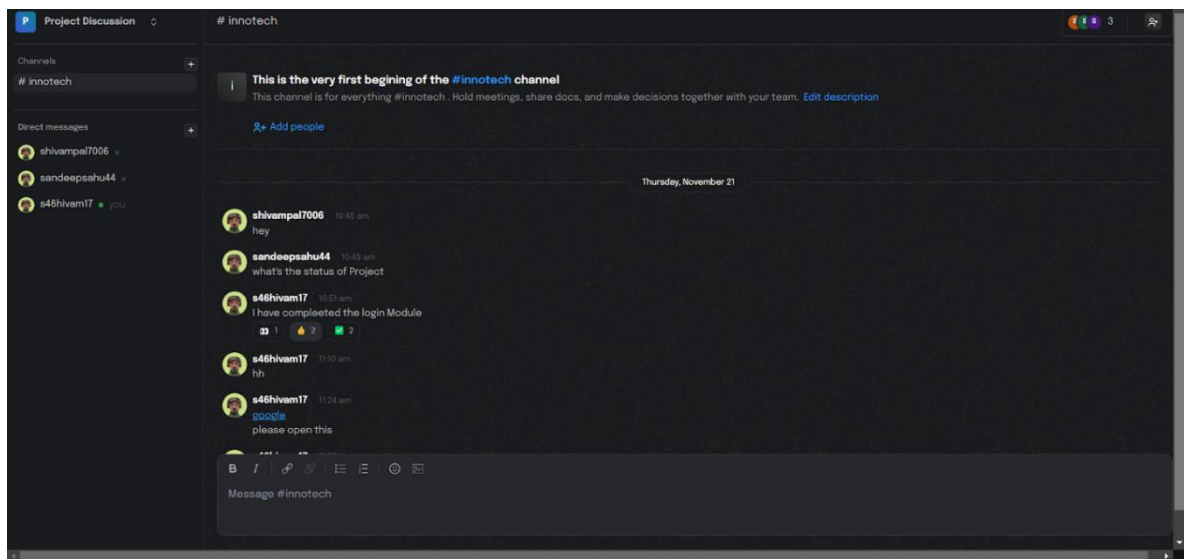 P Project Discussion
# innotech
3
Channels
+
# innotech
Direct messages
+
shivampal7006
sandeepsahu44
s46hivam17 you
i
This is the very first begining of the #innotech channel
This channel is for everything #innotech . Hold meetings, share docs, and make decisions together with your team. Edit description
Add people
Thursday, November 21
shivampal7006 10:46 am
hey
sandeepsahu44 10:49 am
what's the status of Project
s46hivam17 10:51 am
I have compleeted the login Module
1 2 2
s46hivam17 11:10 am
hh
s46hivam17 11:24 am
google
please open this
B I
Message #innotech